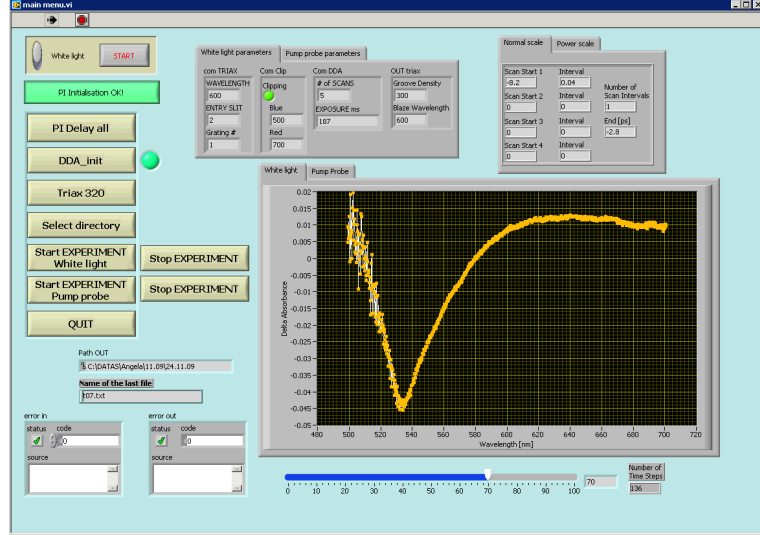 main menu.vi
White light
START
PI Initialisation OK!
PI Delay all
DDA_init
Triax 320
Select directory
Start EXPERIMENT
White light
Stop EXPERIMENT
Start EXPERIMENT
Pump probe
Stop EXPERIMENT
QUIT
Path OUT
C:\DATAS\Angela\11.09\24.11.09
Name of the last file
t07.txt
error in
status code
0
source
error out
status code
0
source
White light parameters Pump probe parameters
com TRIAX
WAVELENGTH
600
ENTRY SLIT
2
Grating #
1
Com Clip
Clipping
Blue
500
Red
700
Com DDA
# of SCANS
5
EXPOSURE ms
187
OUT triax
Groove Density
300
Blaze Wavelength
600
Normal scale Power scale
Scan Start 1 Interval
-8.2 0.04
Scan Start 2 Interval
0 0
Scan Start 3 Interval
0 0
Scan Start 4 Interval
0 0
Number of
Scan Intervals
1
End [ps]
-2.8
White light Pump Probe
Delta Absorbance
0.02
0.015
0.01
0.005
0
-0.005
-0.01
-0.015
-0.02
-0.025
-0.03
-0.035
-0.04
-0.045
-0.05
480 500 520 540 560 580 600 620 640 660 680 700 720
Wavelength [nm]
0 10 20 30 40 50 60 70 80 90 100
70
Number of
Time Steps
136